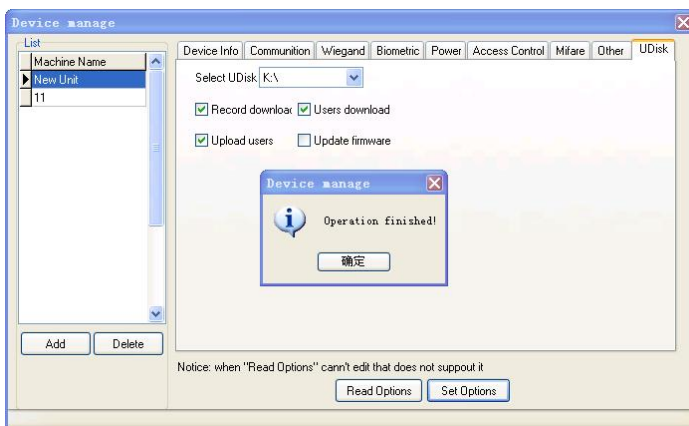 Device manage
List
Machine Name
New Unit
11
Add Delete
Device Info Communition Wiegand Biometric Power Access Control Mifare Other UDisk
Select UDisk K:\
Record downloac Users download
Upload users Update firmware
Device manage
Operation finished!
确定
Notice: when "Read Options" cann't edit that does not suppout it
Read Options Set Options